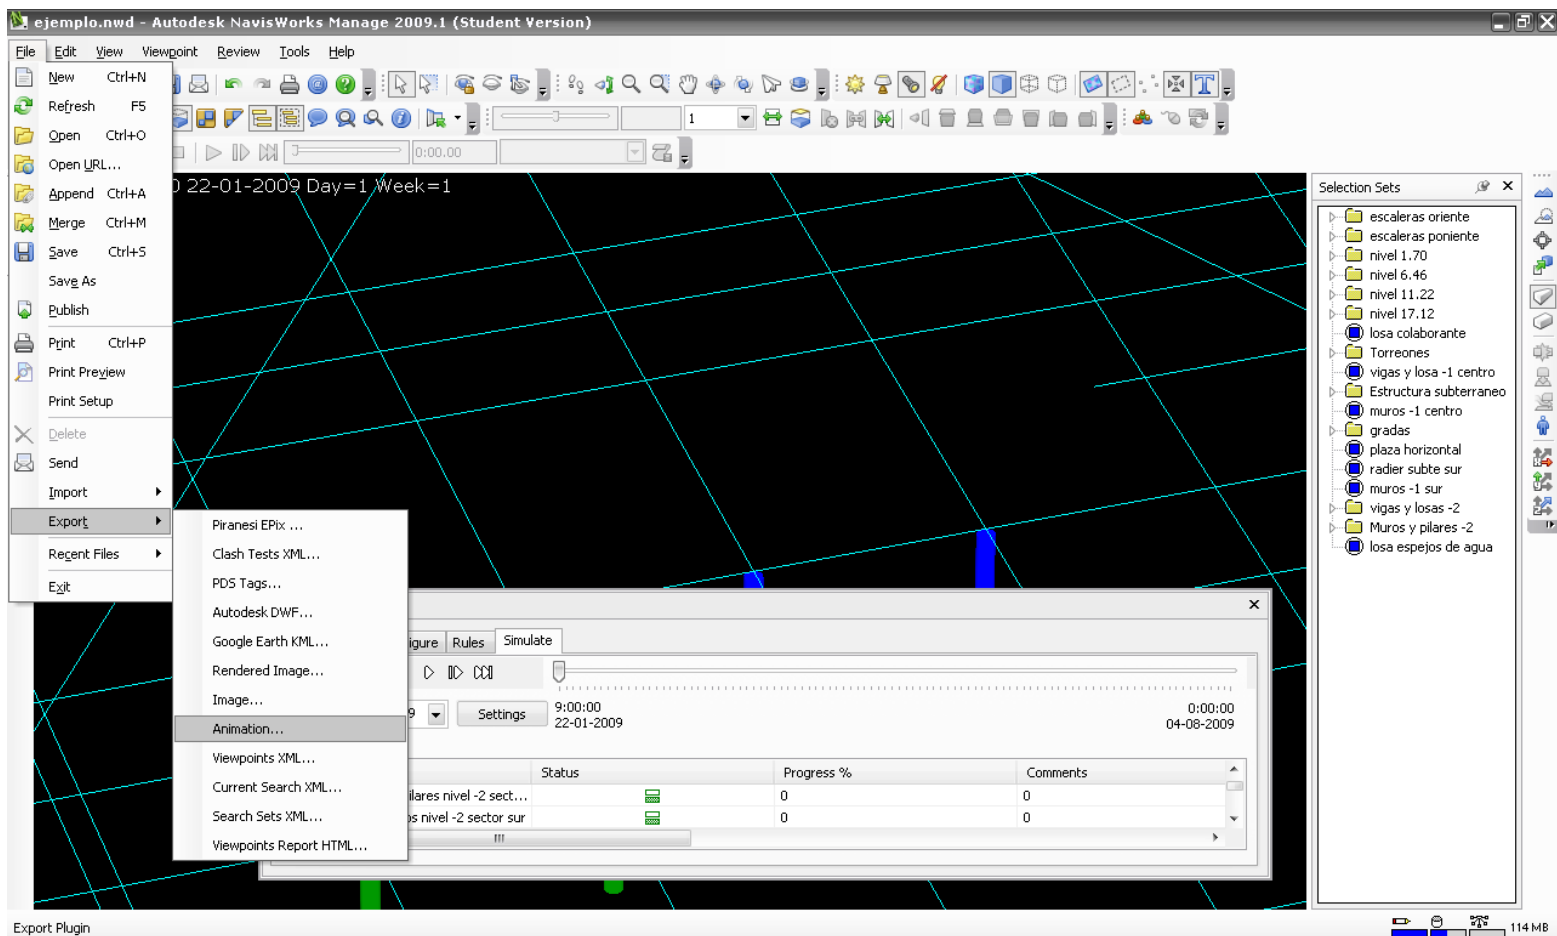 ejemplo.nwd - Autodesk NavisWorks Manage 2009.1 (Student Version)
File Edit View Viewpoint Review Tools Help
New Ctrl+N
Refresh F5
Open Ctrl+O
Open URL...
Append Ctrl+A
Merge Ctrl+M
Save Ctrl+S
Save As
Publish
Print Ctrl+P
Print Preview
Print Setup
Delete
Send
Import
Export
Recent Files
Exit
1
0:00.00
0 22-01-2009 Day=1 Week=1
Piranesi EPix ...
Clash Tests XML...
PDS Tags...
Autodesk DWF...
Google Earth KML...
Rendered Image...
Image...
Animation...
Viewpoints XML...
Current Search XML...
Search Sets XML...
Viewpoints Report HTML...
igure Rules Simulate
9 Settings
9:00:00 0:00:00
22-01-2009 04-08-2009
Status Progress % Comments
ilares nivel -2 sect... 0 0
os nivel -2 sector sur 0 0
Selection Sets
escaleras oriente
escaleras poniente
nivel 1.70
nivel 6.46
nivel 11.22
nivel 17.12
losa colaborante
Torreones
vigas y losa -1 centro
Estructura subterraneo
muros -1 centro
gradas
plaza horizontal
radier subte sur
muros -1 sur
vigas y losas -2
Muros y pilares -2
losa espejos de agua
Export Plugin
114 MB